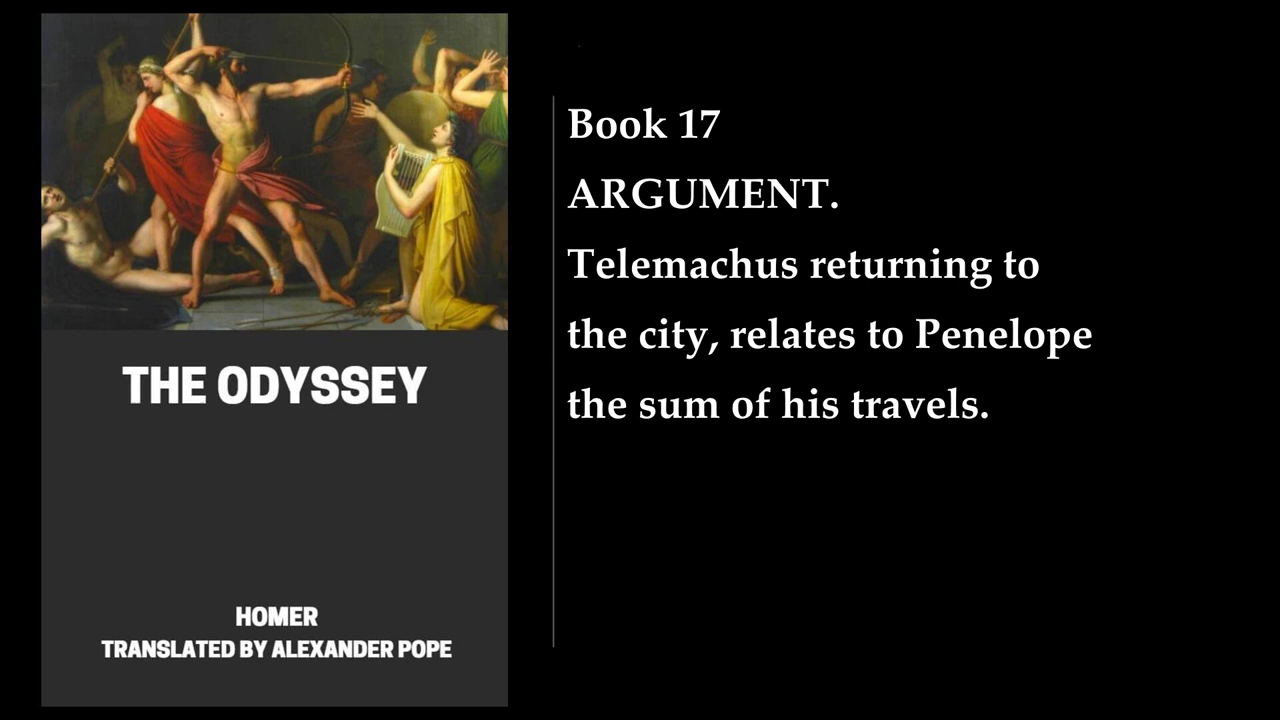 THE ODYSSEY
HOMER
TRANSLATED BY ALEXANDER POPE
Book 17
ARGUMENT.
Telemachus returning to
the city, relates to Penelope
the sum of his travels.